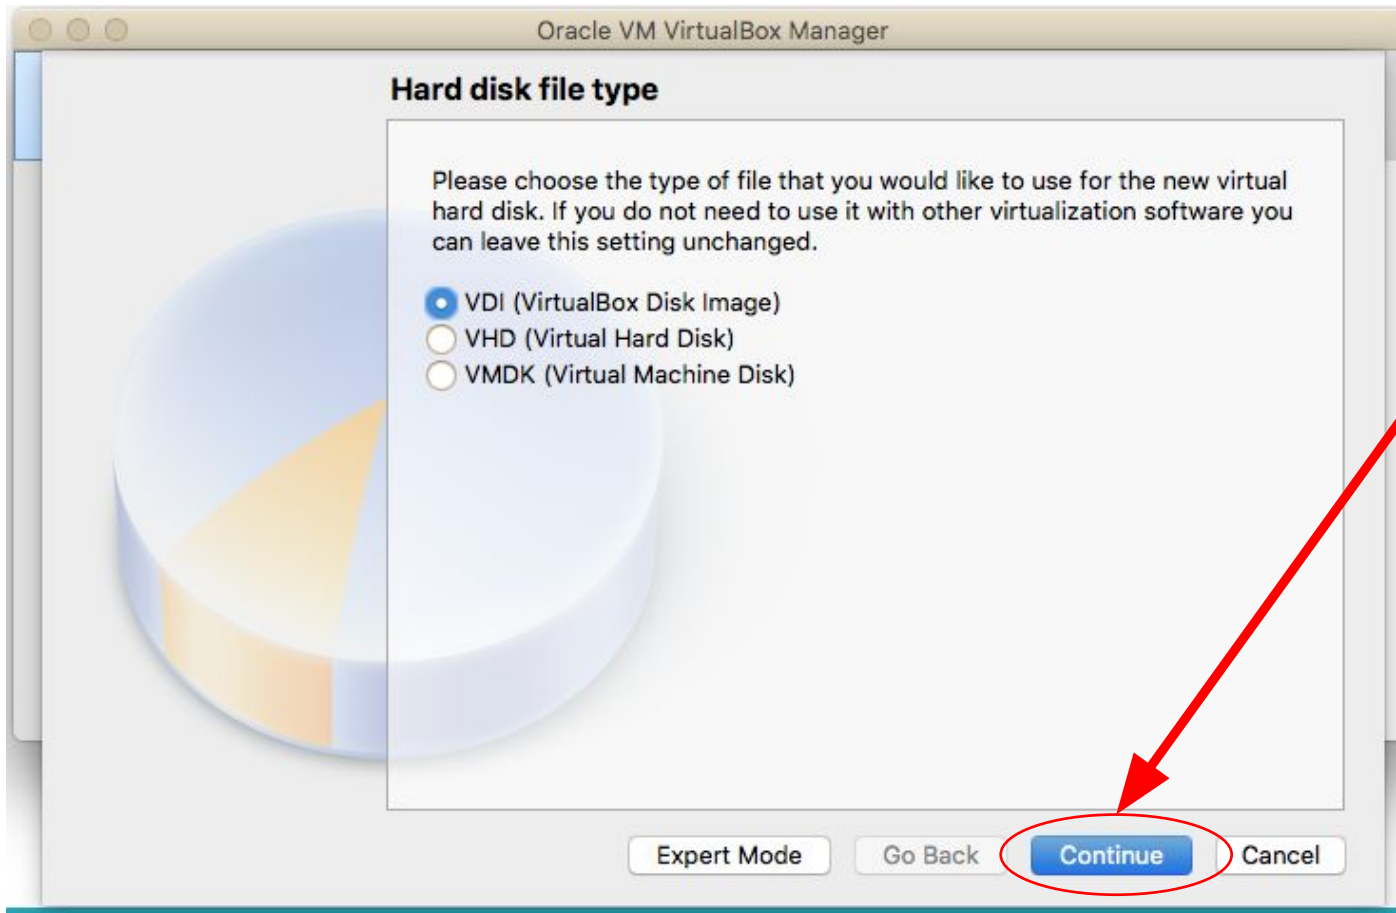 Oracle VM VirtualBox Manager
Hard disk file type
Please choose the type of file that you would like to use for the new virtual
hard disk. If you do not need to use it with other virtualization software you
can leave this setting unchanged.
VDI (VirtualBox Disk Image)
VHD (Virtual Hard Disk)
VMDK (Virtual Machine Disk)
Expert Mode
Go Back
Continue
Cancel